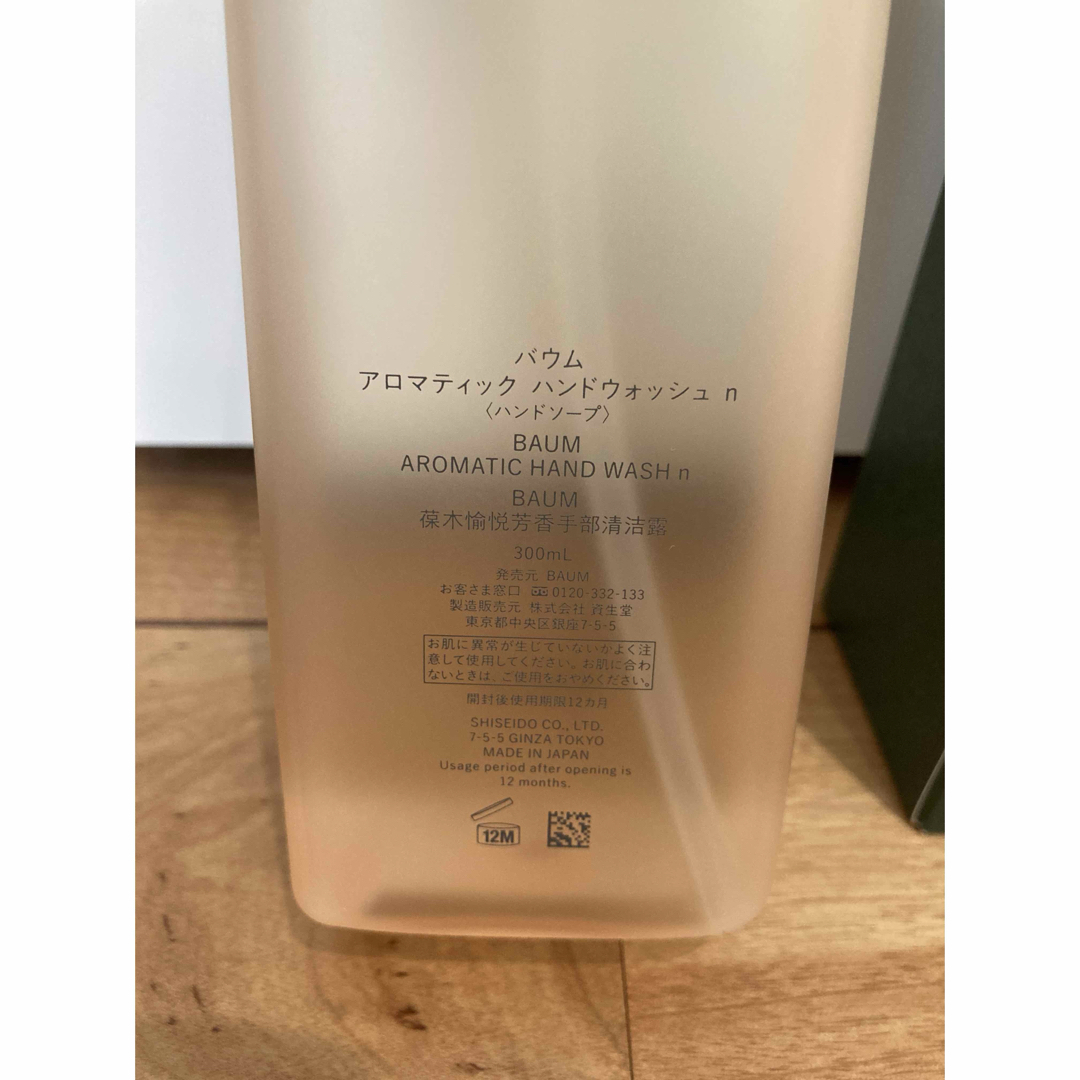 バウム
アロマティック ハンドウォッシュ n
〈ハンドソープ〉
BAUM
AROMATIC HAND WASH n
BAUM
葆木愉悦芳香手部清洁露
300mL
発売元 BAUM
お客さま窓口 0120-332-133
製造販売元 株式会社 資生堂
東京都中央区銀座7-5-5
お肌に異常が生じていないかよく注
意して使用してください。お肌に合わ
ないときは、ご使用をおやめください。
開封後使用期限12カ月
SHISEIDO CO., LTD.
7-5-5 GINZA TOKYO
MADE IN JAPAN
Usage period after opening is
12 months.
12M